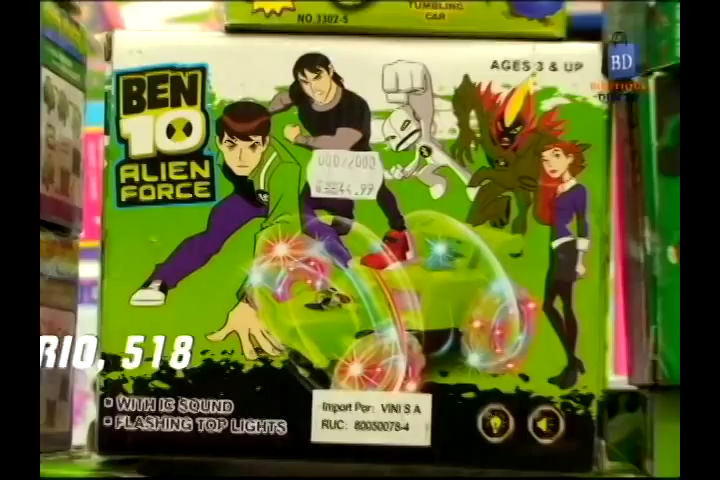 NO.3302-5
TUMBLING
CAR
AGES 3 & UP
BD
BEN
10
ALIEN
FORCE
RIO, 518
• WITH IC SOUND
• FLASHING TOP LIGHTS
Import Por: VINI S A
RUC: 80050078-4